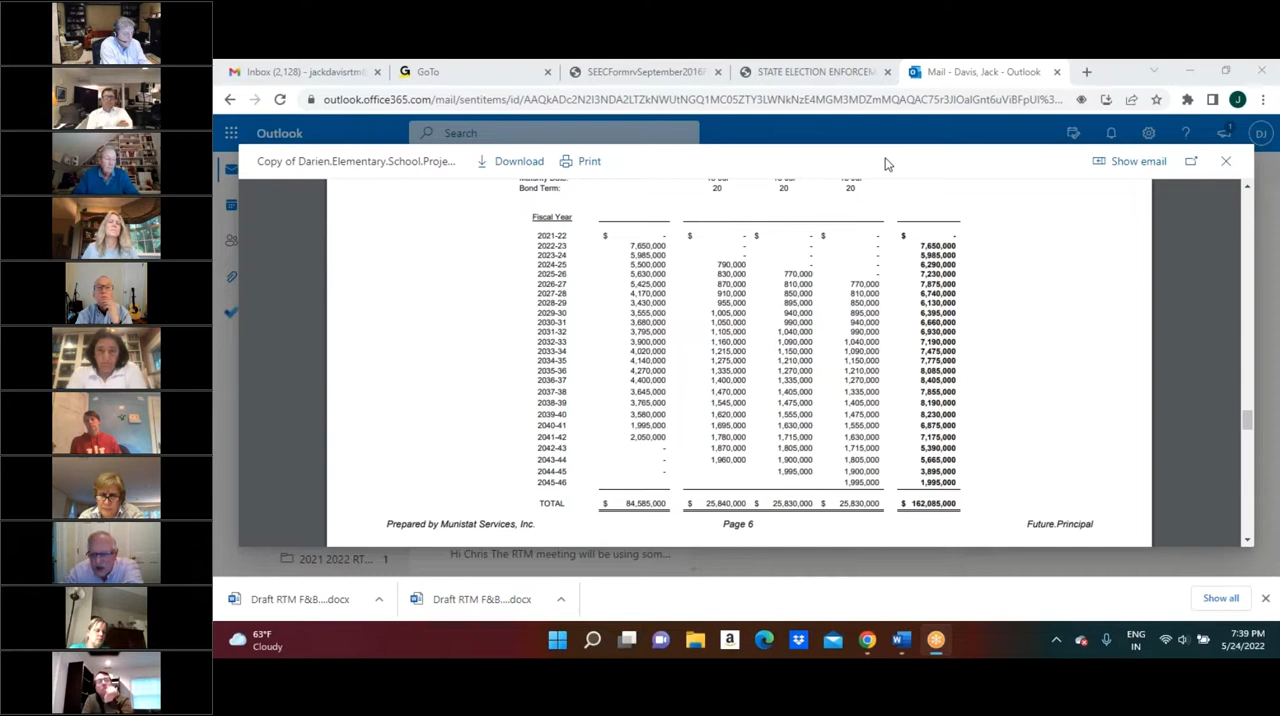 Inbox (2,128) - jackdavisrtm
GoTo
SEECFormrvSeptember2016F
STATE ELECTION ENFORCEM
Mail - Davis, Jack - Outlook
Outlook
Search
DJ
Copy of Darien.Elementary.School.Proje...
Download
Print
Show email
Bond Term: 20 20 20
Fiscal Year
2021-22 $ - $ - $ - $ -
2022-23 7,650,000 - - - 7,650,000
2023-24 5,985,000 - - - 5,985,000
2024-25 5,500,000 790,000 - - 6,290,000
2025-26 5,630,000 830,000 770,000 - 7,230,000
2026-27 5,425,000 870,000 810,000 770,000 7,875,000
2027-28 4,170,000 910,000 850,000 810,000 6,740,000
2028-29 3,430,000 955,000 895,000 850,000 6,130,000
2029-30 3,555,000 1,005,000 940,000 895,000 6,395,000
2030-31 3,680,000 1,050,000 990,000 940,000 6,660,000
2031-32 3,795,000 1,105,000 1,040,000 990,000 6,930,000
2032-33 3,900,000 1,160,000 1,090,000 1,040,000 7,190,000
2033-34 4,020,000 1,215,000 1,150,000 1,090,000 7,475,000
2034-35 4,140,000 1,275,000 1,210,000 1,150,000 7,775,000
2035-36 4,270,000 1,335,000 1,270,000 1,210,000 8,085,000
2036-37 4,400,000 1,400,000 1,335,000 1,270,000 8,405,000
2037-38 3,645,000 1,470,000 1,405,000 1,335,000 7,855,000
2038-39 3,765,000 1,545,000 1,475,000 1,405,000 8,190,000
2039-40 3,580,000 1,620,000 1,555,000 1,475,000 8,230,000
2040-41 1,995,000 1,695,000 1,630,000 1,555,000 6,875,000
2041-42 2,050,000 1,780,000 1,715,000 1,630,000 7,175,000
2042-43 - 1,870,000 1,805,000 1,715,000 5,390,000
2043-44 - 1,960,000 1,900,000 1,805,000 5,665,000
2044-45 - 1,995,000 1,900,000 3,895,000
2045-46 1,995,000 1,995,000
TOTAL $ 84,585,000 $ 25,840,000 $ 25,830,000 $ 25,830,000 $ 162,085,000
Prepared by Munistat Services, Inc. Page 6 Future.Principal
2021 2022 RT... 1
Hi Chris The RTM meeting will be using som...
Draft RTM F&B....docx
Draft RTM F&B....docx
Show all
63°F
Cloudy
ENG
IN
7:39 PM
5/24/2022